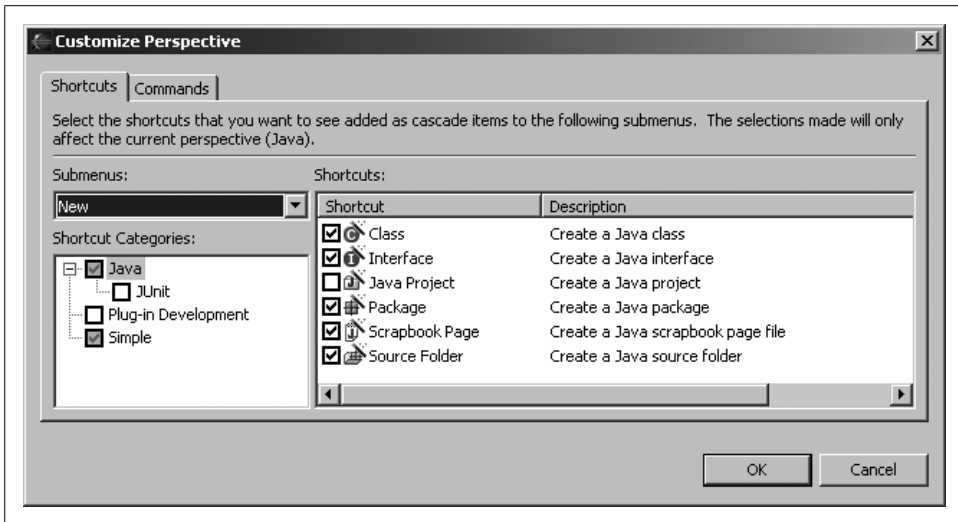 Customize Perspective
Shortcuts Commands
Select the shortcuts that you want to see added as cascade items to the following submenus. The selections made will only
affect the current perspective (Java).
Submenus:
New
Shortcut Categories:
Java
JUnit
Plug-in Development
Simple
Shortcuts:
Shortcut Description
Class Create a Java class
Interface Create a Java interface
Java Project Create a Java project
Package Create a Java package
Scrapbook Page Create a Java scrapbook page file
Source Folder Create a Java source folder
OK Cancel